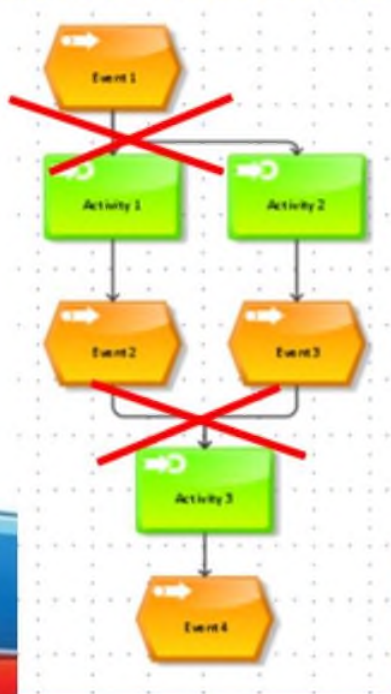 Event 1
Activity 1
Activity 2
Event 2
Event 3
Activity 3
Event 4